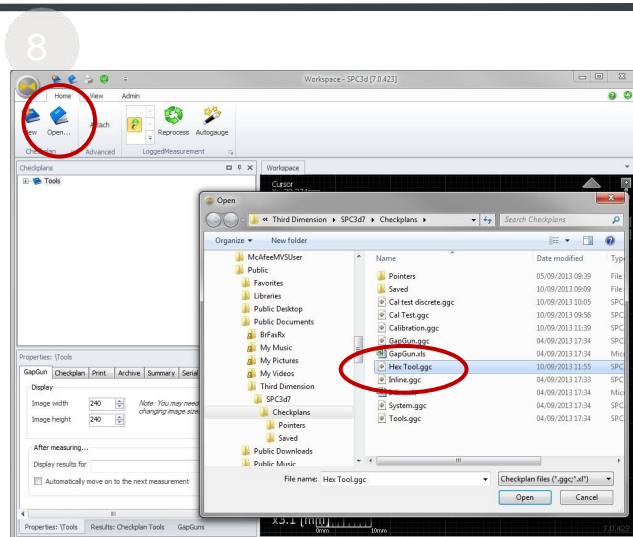 8
Workspace - SPC3d [7.0.423]
Home View Admin
New Open... Attach Reprocess Autogauge
Checkplan Advanced LoggedMeasurement
Checkplans
Tools
Workspace
Cursor
Open
« Third Dimension ▸ SPC3d7 ▸ Checkplans ▸
Search Checkplans
Organize ▾ New folder
McAfeeMVSUser
Public
Favorites
Libraries
Public Desktop
Public Documents
BrFaxRx
My Music
My Pictures
My Videos
Third Dimension
SPC3d7
Checkplans
Pointers
Saved
Public Downloads
Public Music
Name Date modified Typ
Pointers 05/09/2013 09:39 File
Saved 10/09/2013 09:09 File
Cal test discrete.ggc 10/09/2013 10:05 SPC
Cal Test.ggc 10/09/2013 09:56 SPC
Calibration.ggc 10/09/2013 11:39 SPC
GapGun.ggc 04/09/2013 17:34 SPC
GapGun.xls 04/09/2013 17:34 Micr
Hex Tool.ggc 10/09/2013 11:55 SPC
Inline.ggc 04/09/2013 17:33 SPC
04/09/2013 17:34 Micr
System.ggc 04/09/2013 17:34 SPC
Tools.ggc 04/09/2013 17:34 SPC
File name: Hex Tool.ggc
Checkplan files (*.ggc;*.xl*)
Open Cancel
Properties: \Tools
GapGun Checkplan Print Archive Summary Serial
Display
Image width 240
Image height 240
Note: You may need
changing image size
After measuring...
Display results for
Automatically move on to the next measurement
Properties: \Tools Results: Checkplan Tools GapGuns
x3.1 [mm]
0mm 10mm
7.0.423